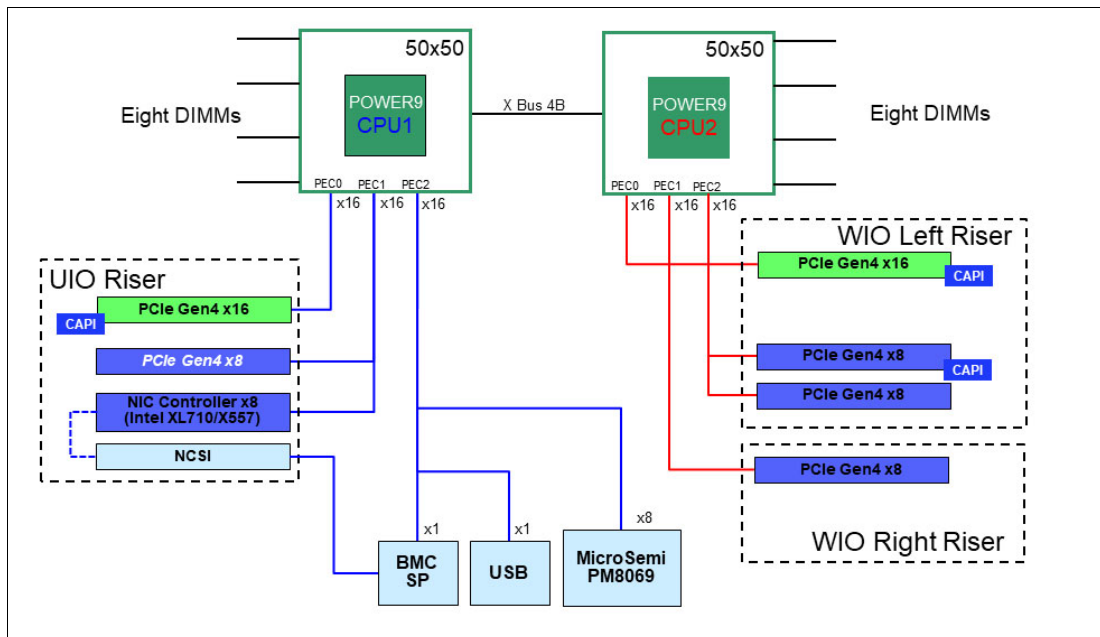 50x50
50x50
Eight DIMMs
POWER9
CPU1
X Bus 4B
POWER9
CPU2
Eight DIMMs
PEC0
PEC1
PEC2
x16
x16
x16
PEC0
PEC1
PEC2
x16
x16
x16
UIO Riser
PCIe Gen4 x16
CAPI
PCIe Gen4 x8
NIC Controller x8
(Intel XL710/X557)
NCSI
WIO Left Riser
PCIe Gen4 x16
CAPI
PCIe Gen4 x8
CAPI
PCIe Gen4 x8
PCIe Gen4 x8
WIO Right Riser
x1
x1
x8
BMC
SP
USB
MicroSemi
PM8069